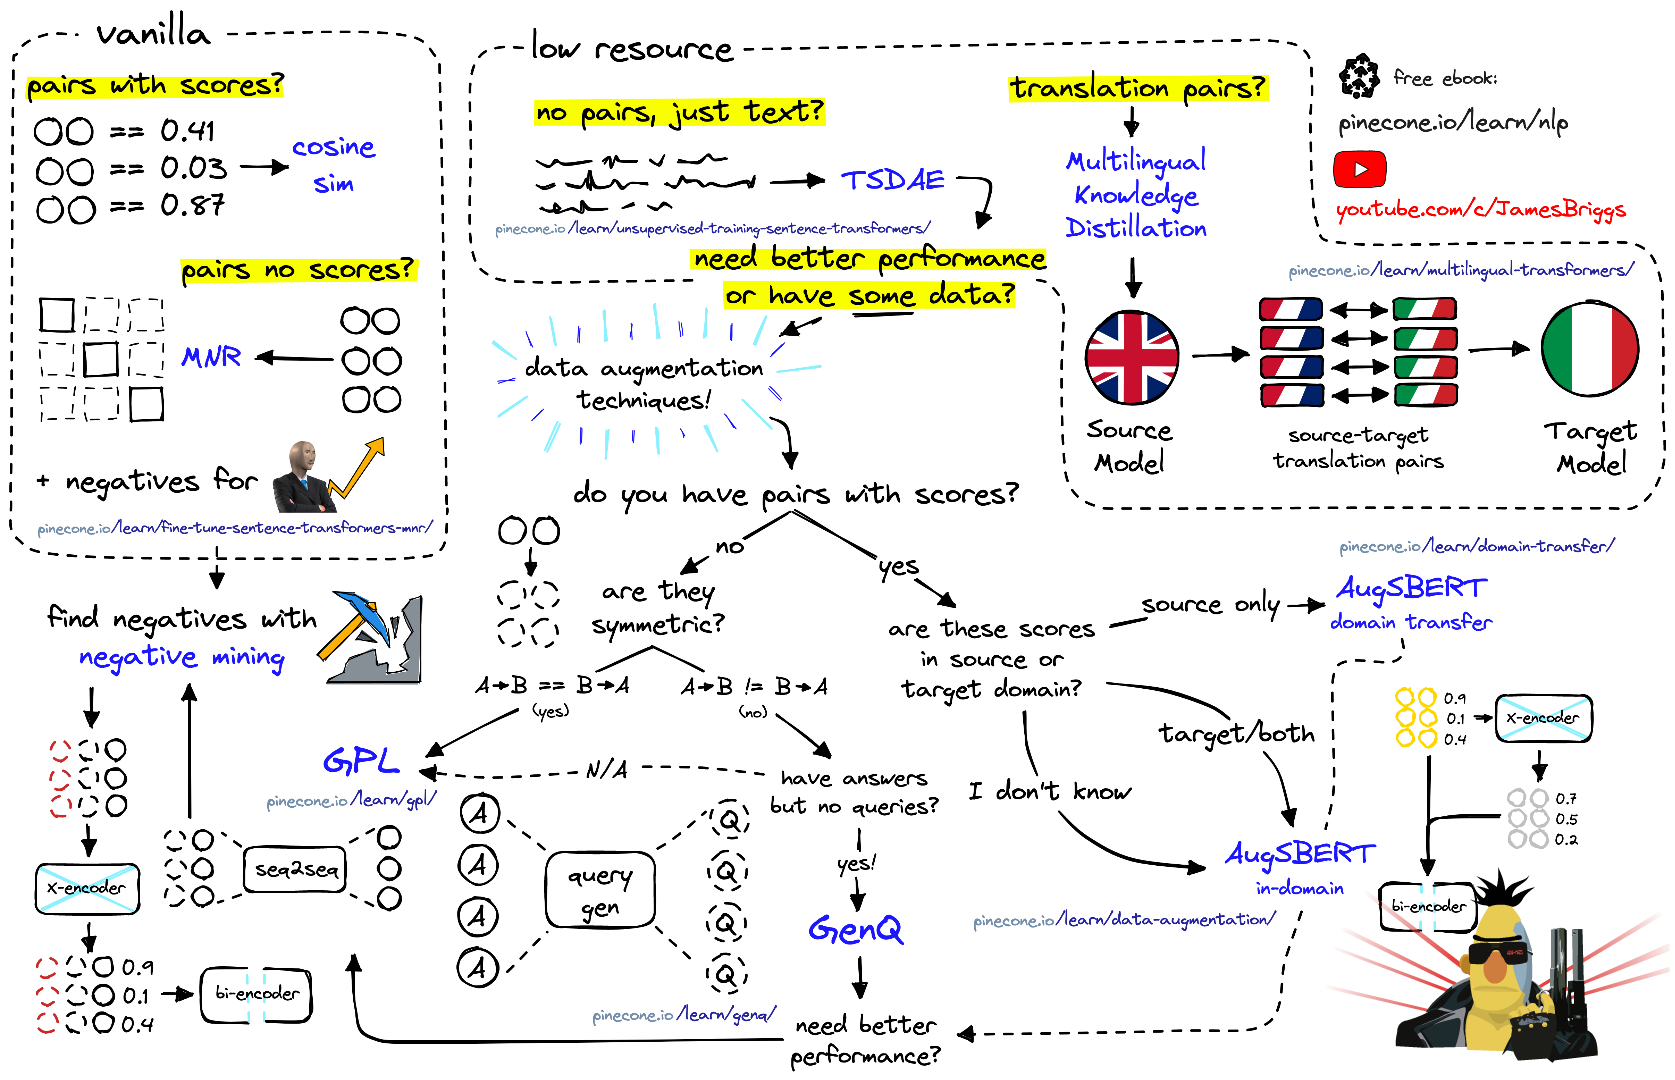 vanilla
pairs with scores?
== 0.41
== 0.03
== 0.87
cosine
sim
pairs no scores?
MNR
+ negatives for
pinecone.io/learn/fine-tune-sentence-transformers-mnr/
find negatives with
negative mining
X-encoder
0.9
0.1
0.4
bi-encoder
seq2seq
low resource
no pairs, just text?
TSDAE
pinecone.io/learn/unsupervised-training-sentence-transformers/
need better performance
or have some data?
translation pairs?
Multilingual
Knowledge
Distillation
pinecone.io/learn/multilingual-transformers/
Source
Model
source-target
translation pairs
Target
Model
free ebook:
pinecone.io/learn/nlp
youtube.com/c/JamesBriggs
data augmentation
techniques!
do you have pairs with scores?
no
yes
are they
symmetric?
A→B == B→A
(yes)
A→B != B→A
(no)
GPL
pinecone.io/learn/gpl/
N/A
have answers
but no queries?
yes!
GenQ
A
A
A
A
query
gen
Q
Q
Q
Q
pinecone.io/learn/genq/
need better
performance?
are these scores
in source or
target domain?
source only
target/both
I don't know
pinecone.io/learn/domain-transfer/
AugSBERT
domain transfer
AugSBERT
in-domain
pinecone.io/learn/data-augmentation/
0.9
0.1
0.4
X-encoder
0.7
0.5
0.2
bi-encoder